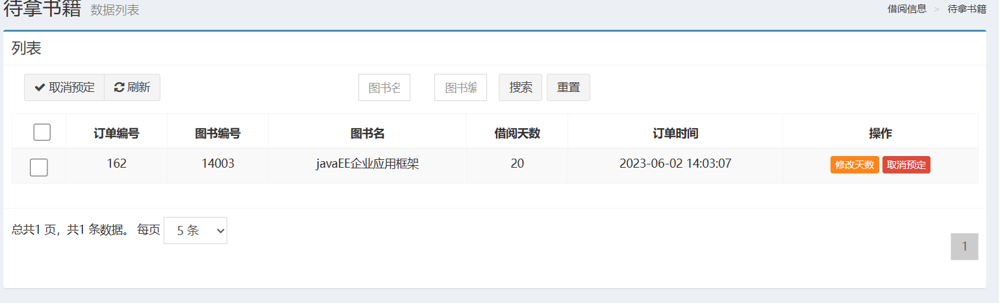 待拿书籍 数据列表 借阅信息 > 待拿书籍
列表
取消预定 刷新 图书名 图书编 搜索 重置
订单编号 图书编号 图书名 借阅天数 订单时间 操作
162 14003 javaEE企业应用框架 20 2023-06-02 14:03:07 修改天数 取消预定
总共1 页，共1 条数据。 每页 5 条
1